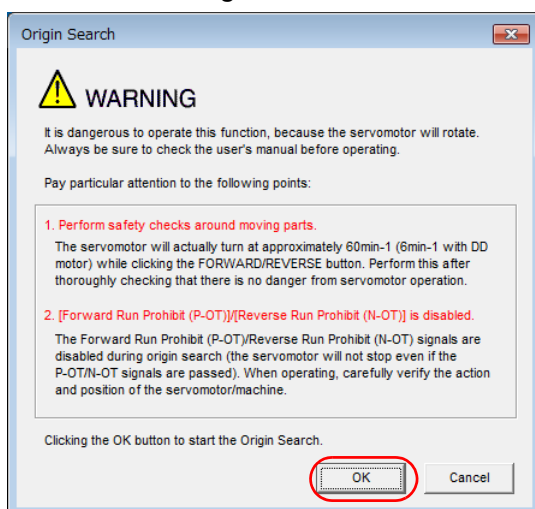 Origin Search
WARNING
It is dangerous to operate this function, because the servomotor will rotate.
Always be sure to check the user's manual before operating.
Pay particular attention to the following points:
1. Perform safety checks around moving parts.
The servomotor will actually turn at approximately 60min-1 (6min-1 with DD
motor) while clicking the FORWARD/REVERSE button. Perform this after
thoroughly checking that there is no danger from servomotor operation.
2. [Forward Run Prohibit (P-OT)]/[Reverse Run Prohibit (N-OT)] is disabled.
The Forward Run Prohibit (P-OT)/Reverse Run Prohibit (N-OT) signals are
disabled during origin search (the servomotor will not stop even if the
P-OT/N-OT signals are passed). When operating, carefully verify the action
and position of the servomotor/machine.
Clicking the OK button to start the Origin Search.
OK
Cancel